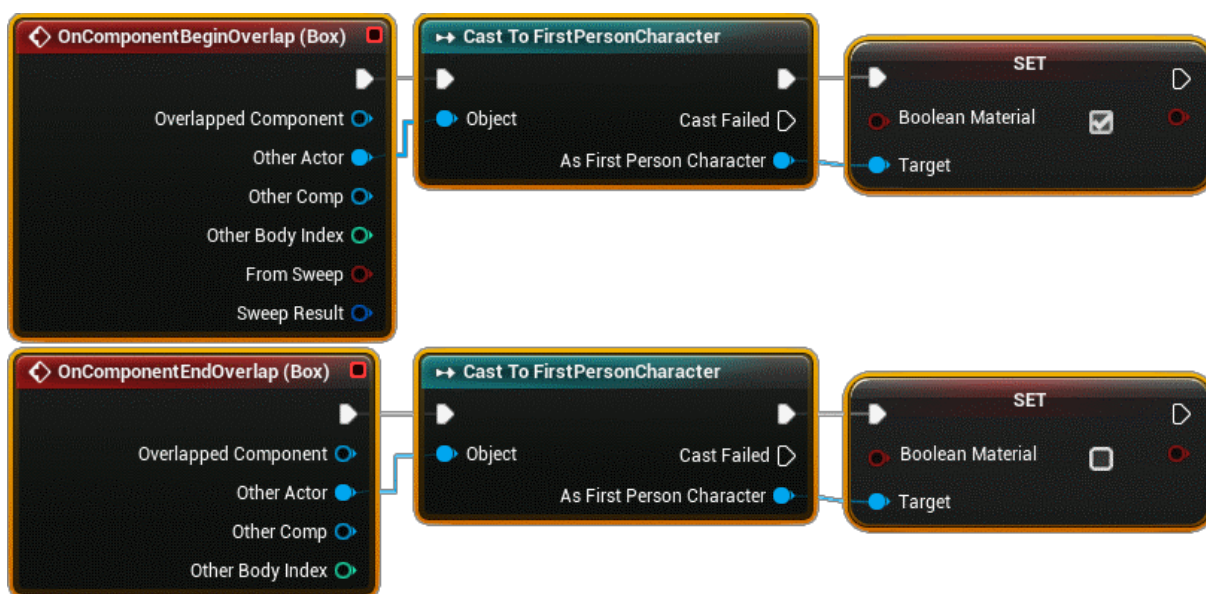 OnComponentBeginOverlap (Box)
Overlapped Component
Other Actor
Other Comp
Other Body Index
From Sweep
Sweep Result
Cast To FirstPersonCharacter
Object
Cast Failed
As First Person Character
SET
Boolean Material
Target
OnComponentEndOverlap (Box)
Overlapped Component
Other Actor
Other Comp
Other Body Index
Cast To FirstPersonCharacter
Object
Cast Failed
As First Person Character
SET
Boolean Material
Target